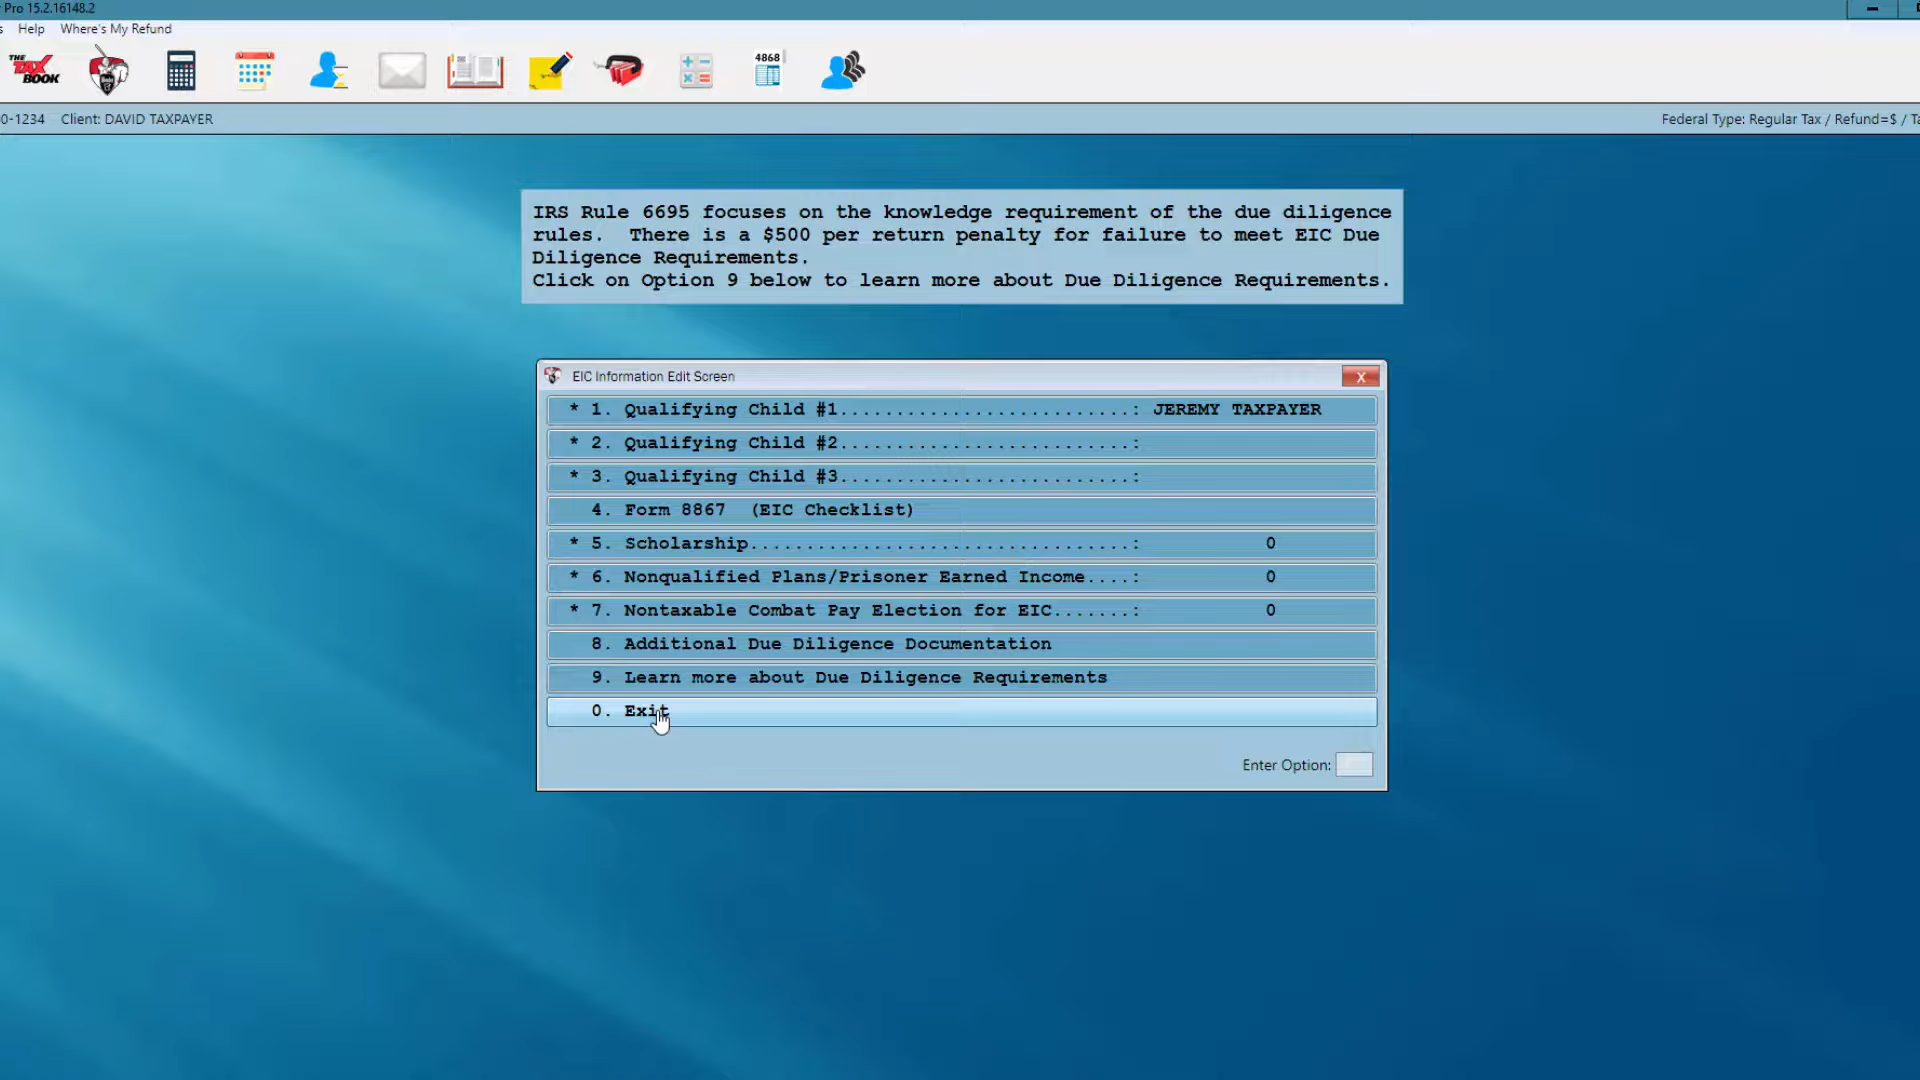 Pro 15.2.16148.2
s Help Where's My Refund
THE TAX BOOK
4868
0-1234 Client: DAVID TAXPAYER
Federal Type: Regular Tax / Refund=$ / Ta
IRS Rule 6695 focuses on the knowledge requirement of the due diligence
rules. There is a $500 per return penalty for failure to meet EIC Due
Diligence Requirements.
Click on Option 9 below to learn more about Due Diligence Requirements.
EIC Information Edit Screen
X
* 1. Qualifying Child #1..........................: JEREMY TAXPAYER
* 2. Qualifying Child #2..........................:
* 3. Qualifying Child #3..........................:
4. Form 8867 (EIC Checklist)
* 5. Scholarship..................................: 0
* 6. Nonqualified Plans/Prisoner Earned Income....: 0
* 7. Nontaxable Combat Pay Election for EIC.......: 0
8. Additional Due Diligence Documentation
9. Learn more about Due Diligence Requirements
0. Exit
Enter Option: